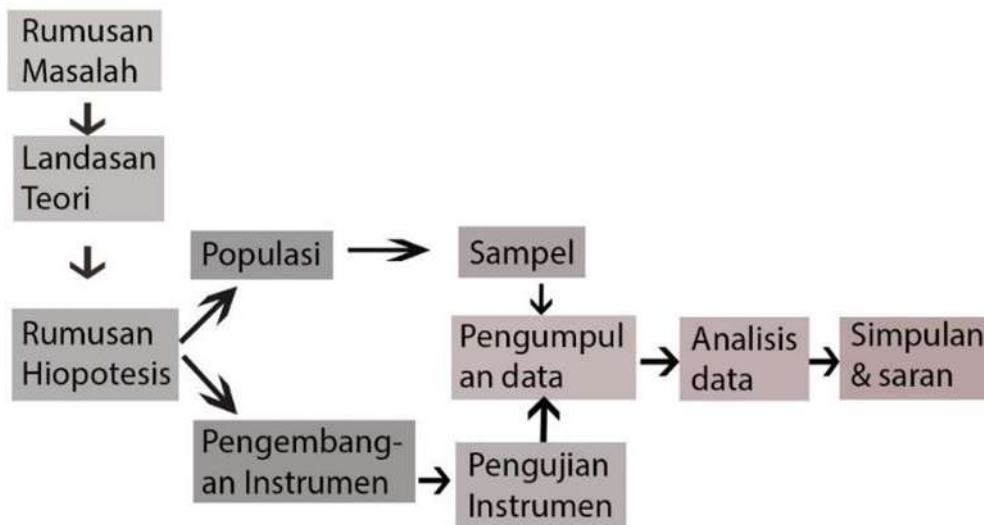 Rumusan
Masalah
Landasan
Teori
Rumusan
Hiopotesis
Populasi
Sampel
Pengembang-
an Instrumen
Pengujian
Instrumen
Pengumpul
an data
Analisis
data
Simpulan
& saran